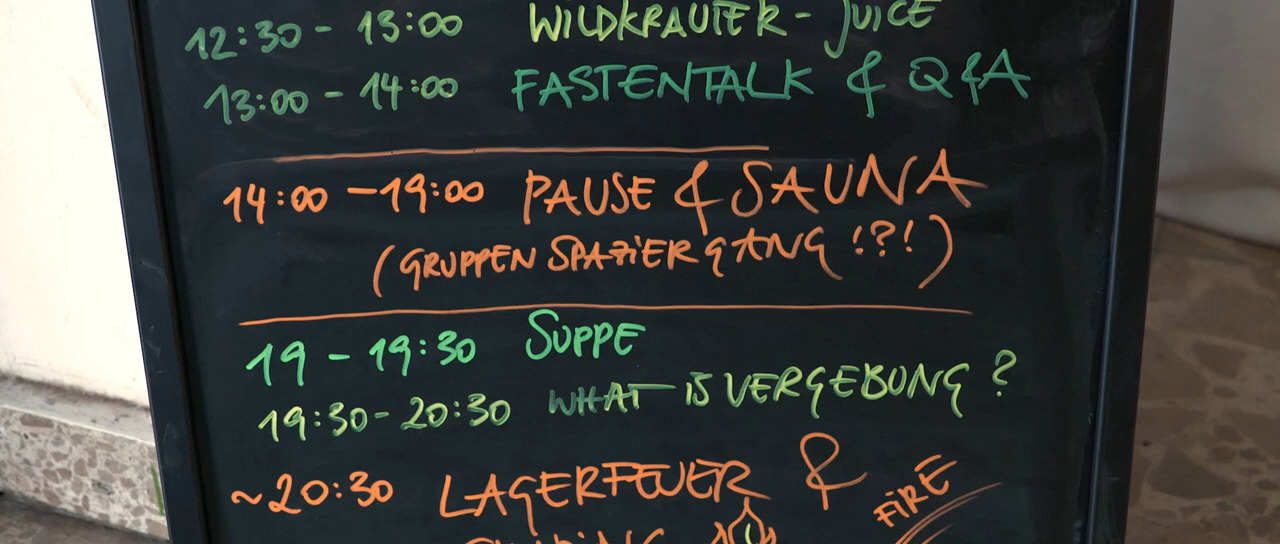 12:30 - 13:00 WILDKRÄUTER - JUICE
13:00 - 14:00 FASTENTALK & Q&A
14:00 - 19:00 PAUSE & SAUNA
(GRUPPEN SPAZIERGANG !?!)
19 - 19:30 SUPPE
19:30 - 20:30 WHAT IS VERGEBUNG ?
~20:30 LAGERFEUER &
FIRE